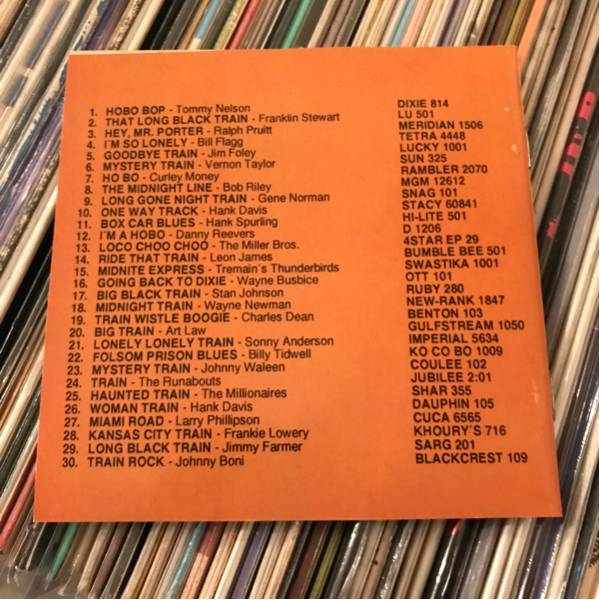 1. HOBO BOP - Tommy Nelson DIXIE 814
2. THAT LONG BLACK TRAIN - Franklin Stewart LU 501
3. HEY, MR. PORTER - Ralph Pruitt MERIDIAN 1506
4. I'M SO LONELY - Bill Flagg TETRA 4448
5. GOODBYE TRAIN - Jim Foley LUCKY 1001
6. MYSTERY TRAIN - Vernon Taylor SUN 325
7. HO BO - Curley Money RAMBLER 2070
8. THE MIDNIGHT LINE - Bob Riley MGM 12612
9. LONG GONE NIGHT TRAIN - Gene Norman SNAG 101
10. ONE WAY TRACK - Hank Davis STACY 60841
11. BOX CAR BLUES - Hank Spurling HI-LITE 501
12. I'M A HOBO - Danny Reevers D 1206
13. LOCO CHOO CHOO - The Miller Bros. 4STAR EP 29
14. RIDE THAT TRAIN - Leon James BUMBLE BEE 501
15. MIDNITE EXPRESS - Tremain´s Thunderbirds SWASTIKA 1001
16. GOING BACK TO DIXIE - Wayne Busbice OTT 101
17. BIG BLACK TRAIN - Stan Johnson RUBY 280
18. MIDNIGHT TRAIN - Wayne Newman NEW-RANK 1847
19. TRAIN WISTLE BOOGIE - Charles Dean BENTON 103
20. BIG TRAIN - Art Law GULFSTREAM 1050
21. LONELY LONELY TRAIN - Sonny Anderson IMPERIAL 5634
22. FOLSOM PRISON BLUES - Billy Tidwell KO CO BO 1009
23. MYSTERY TRAIN - Johnny Waleen COULEE 102
24. TRAIN - The Runabouts JUBILEE 2:01
25. HAUNTED TRAIN - The Millionaires SHAR 355
26. WOMAN TRAIN - Hank Davis DAUPHIN 105
27. MIAMI ROAD - Larry Phillipson CUCA 6565
28. KANSAS CITY TRAIN - Frankie Lowery KHOURY'S 716
29. LONG BLACK TRAIN - Jimmy Farmer SARG 201
30. TRAIN ROCK - Johnny Boni BLACKCREST 109